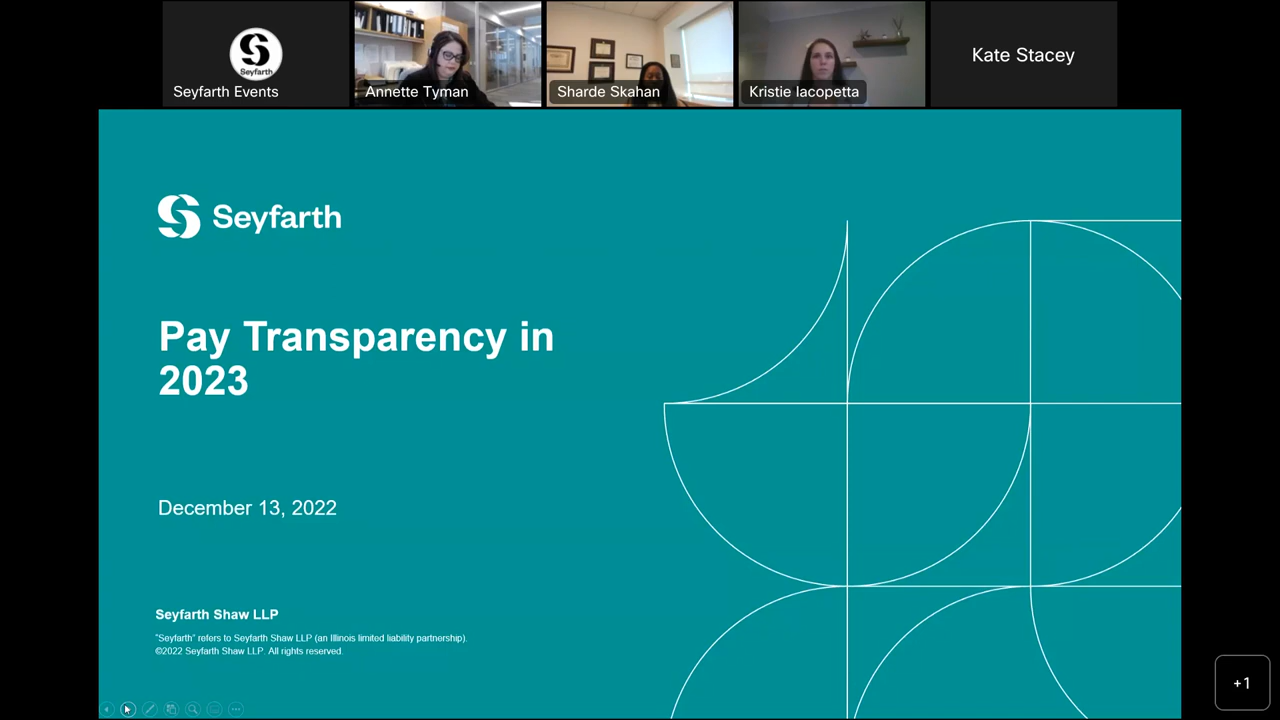 Seyfarth
Seyfarth Events
Annette Tyman
Sharde Skahan
Kristie Iacopetta
Kate Stacey
Seyfarth
Pay Transparency in
2023
December 13, 2022
Seyfarth Shaw LLP
"Seyfarth" refers to Seyfarth Shaw LLP (an Illinois limited liability partnership).
©2022 Seyfarth Shaw LLP. All rights reserved.
+1